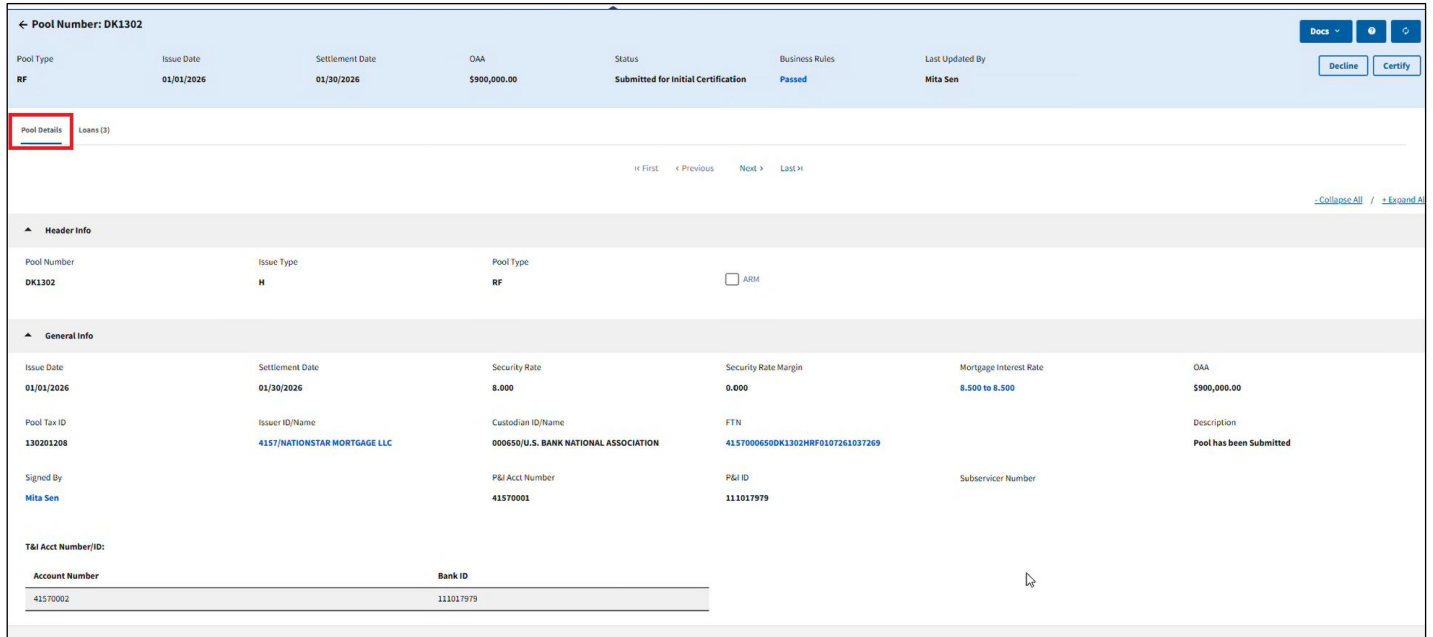 ← Pool Number: DK1302
Docs
Pool Type Issue Date Settlement Date OAA Status Business Rules Last Updated By
RF 01/01/2026 01/30/2026 $900,000.00 Submitted for Initial Certification Passed Mita Sen
Decline Certify
Pool Details Loans (3)
First Previous Next Last
- Collapse All / + Expand Al
Header Info
Pool Number Issue Type Pool Type
DK1302 H RF ARM
General Info
Issue Date Settlement Date Security Rate Security Rate Margin Mortgage Interest Rate OAA
01/01/2026 01/30/2026 8.000 0.000 8.500 to 8.500 $900,000.00
Pool Tax ID Issuer ID/Name Custodian ID/Name FTN Description
130201208 4157/NATIONSTAR MORTGAGE LLC 000650/U.S. BANK NATIONAL ASSOCIATION 4157000650DK1302HRF0107261037269 Pool has been Submitted
Signed By P&I Acct Number P&I ID Subservicer Number
Mita Sen 41570001 111017979
T&I Acct Number/ID:
Account Number Bank ID
41570002 111017979